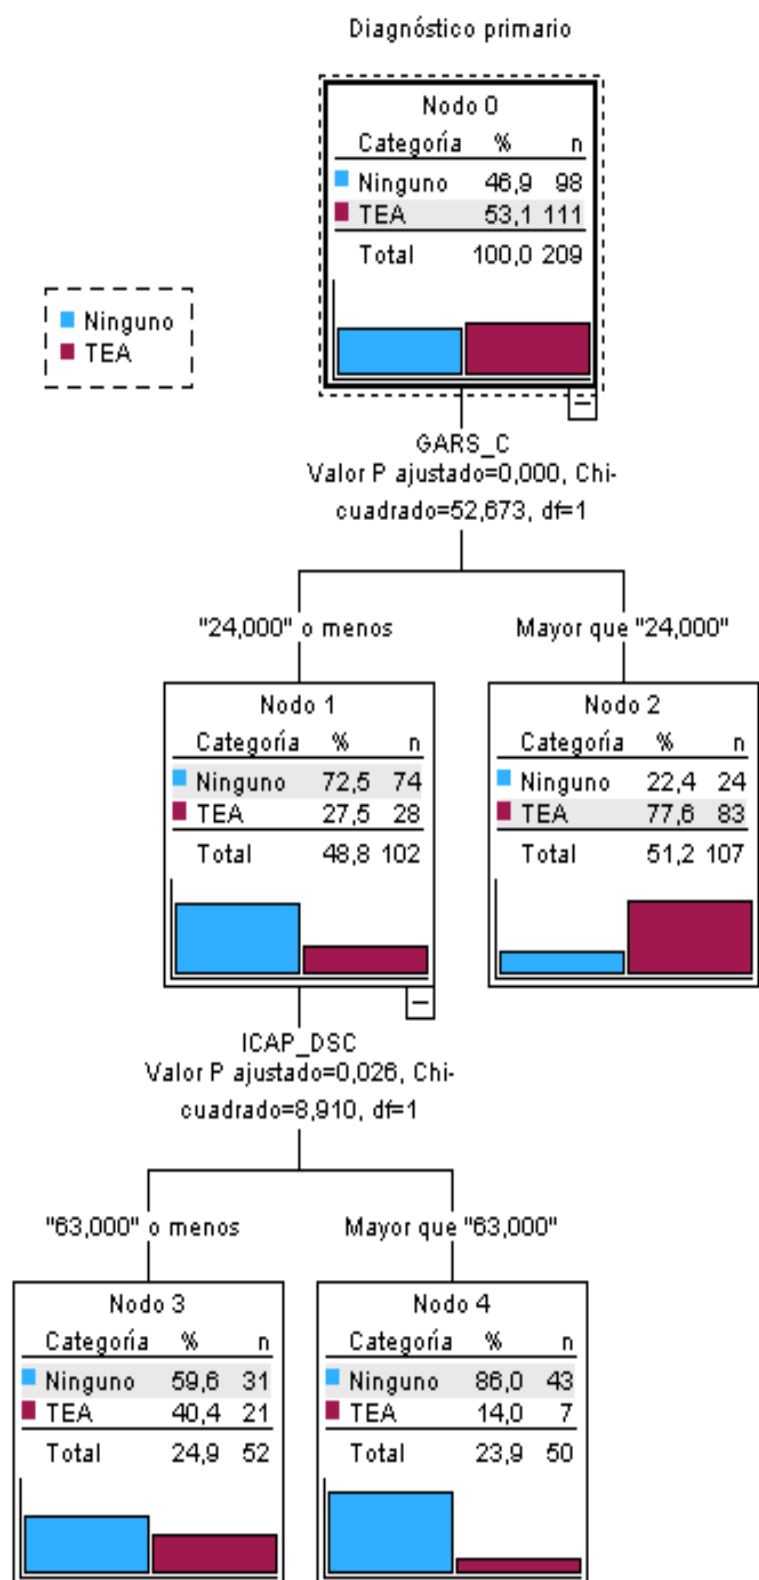 Diagnóstico primario
Nodo 0
Categoría % n
Ninguno 46,9 98
TEA 53,1 111
Total 100,0 209
Ninguno
TEA
GARS_C
Valor P ajustado=0,000, Chi-
cuadrado=52,673, df=1
"24,000" o menos
Mayor que "24,000"
Nodo 1
Categoría % n
Ninguno 72,5 74
TEA 27,5 28
Total 48,8 102
Nodo 2
Categoría % n
Ninguno 22,4 24
TEA 77,6 83
Total 51,2 107
ICAP_DSC
Valor P ajustado=0,026, Chi-
cuadrado=8,910, df=1
"63,000" o menos
Mayor que "63,000"
Nodo 3
Categoría % n
Ninguno 59,6 31
TEA 40,4 21
Total 24,9 52
Nodo 4
Categoría % n
Ninguno 86,0 43
TEA 14,0 7
Total 23,9 50